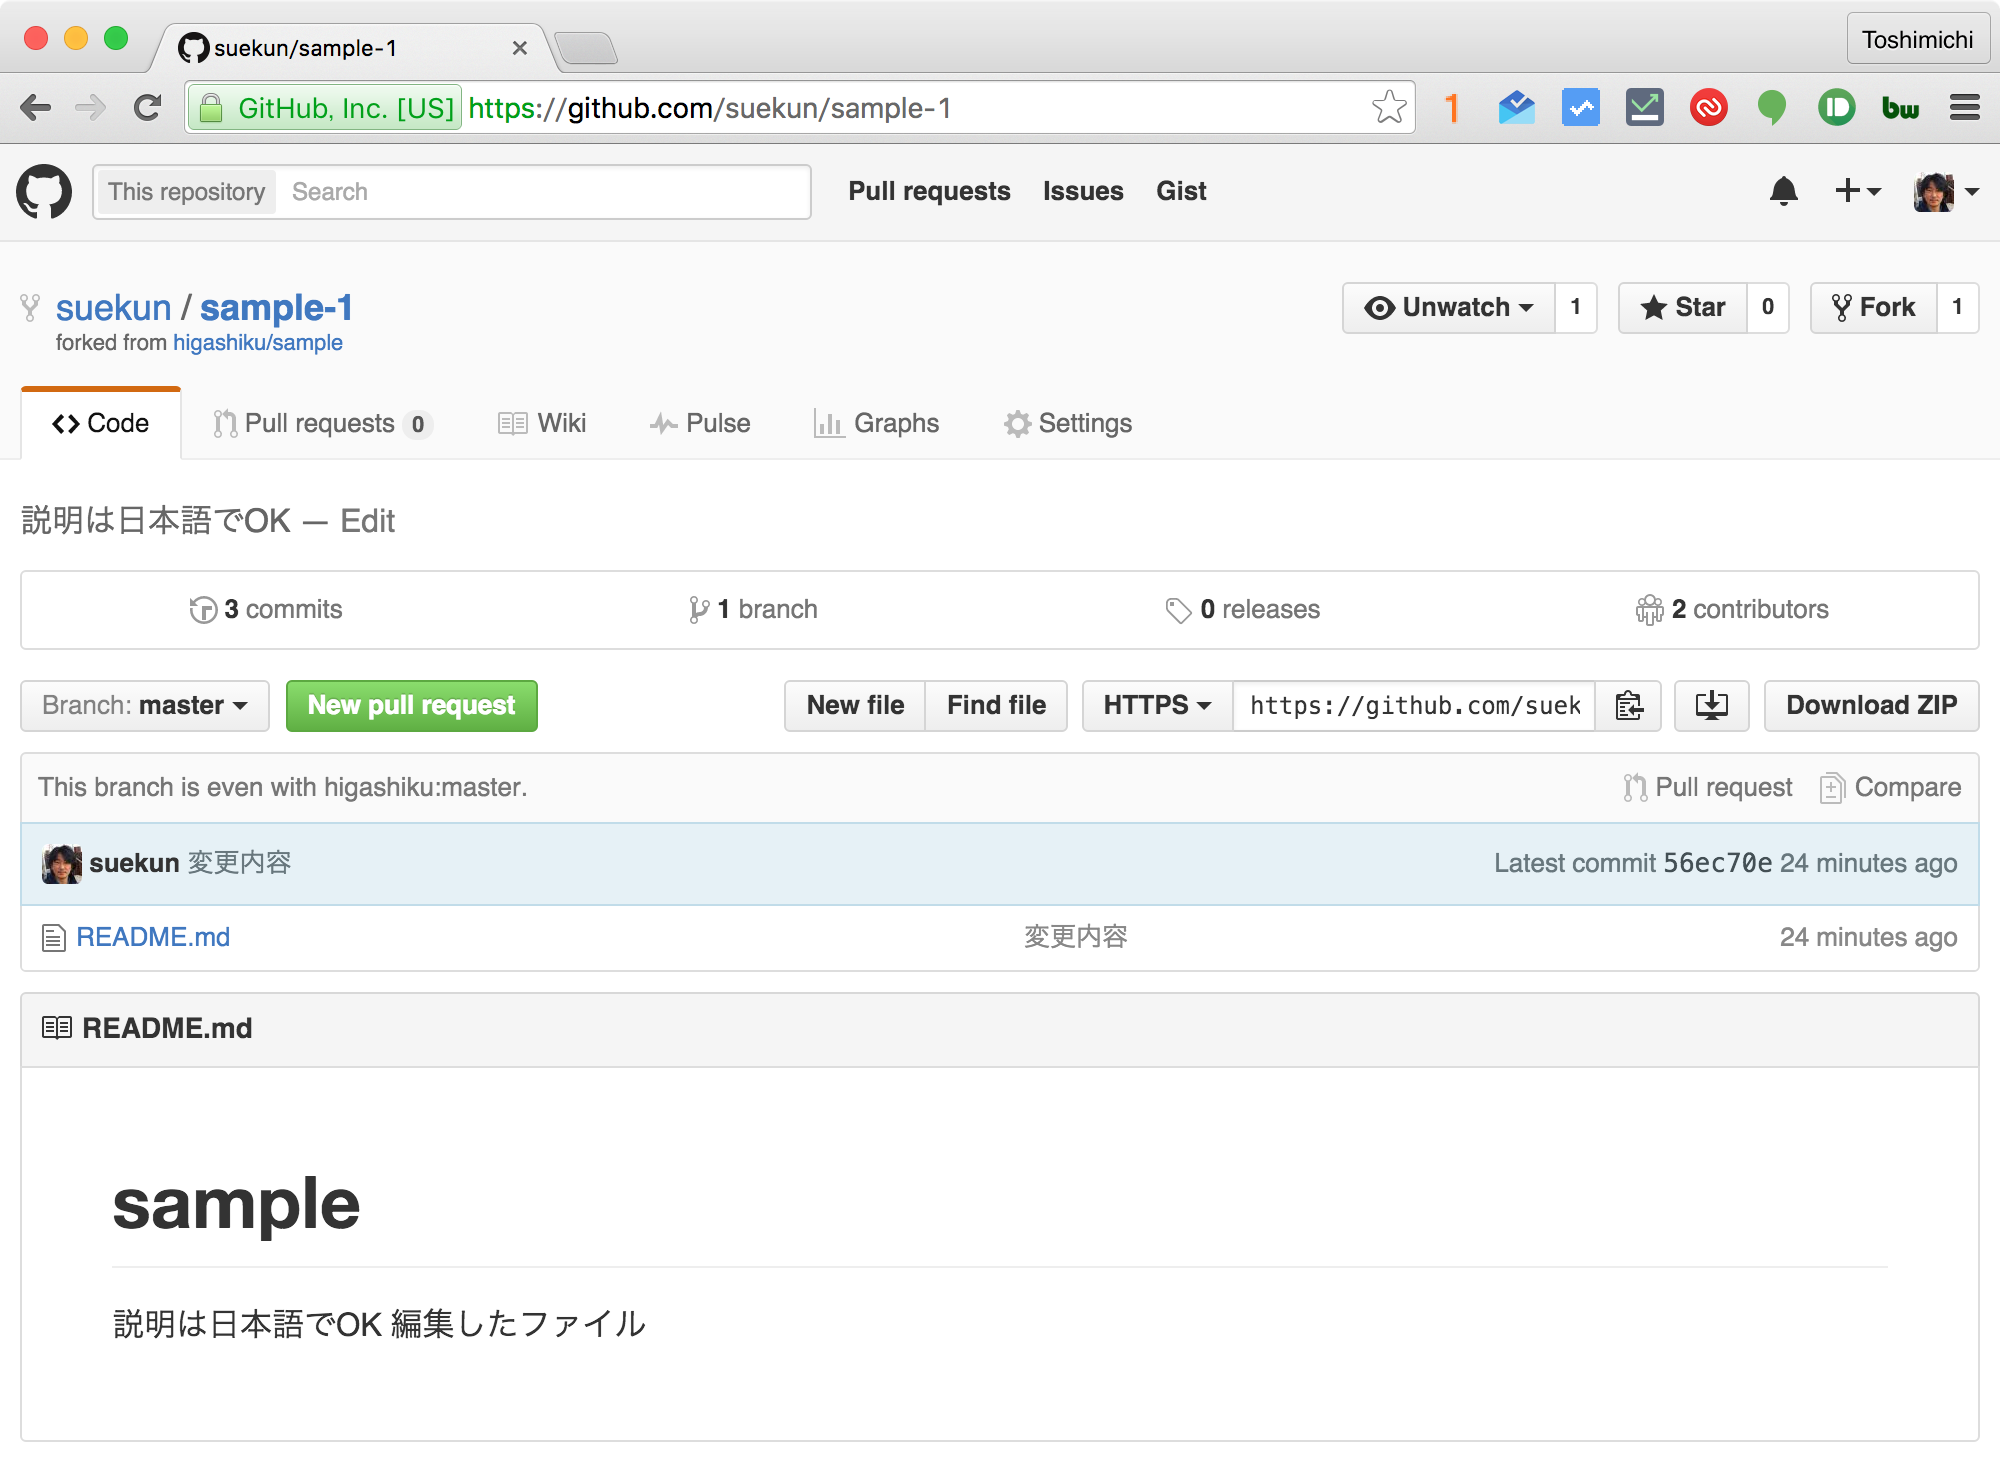 suekun/sample-1
Toshimichi
GitHub, Inc. [US] https://github.com/suekun/sample-1
This repository Search Pull requests Issues Gist
suekun / sample-1
Unwatch 1 Star 0 Fork 1
forked from higashiku/sample
Code Pull requests 0 Wiki Pulse Graphs Settings
説明は日本語でOK — Edit
3 commits 1 branch 0 releases 2 contributors
Branch: master New pull request New file Find file HTTPS https://github.com/suek Download ZIP
This branch is even with higashiku:master. Pull request Compare
suekun 変更内容 Latest commit 56ec70e 24 minutes ago
README.md 変更内容 24 minutes ago
README.md
sample
説明は日本語でOK 編集したファイル